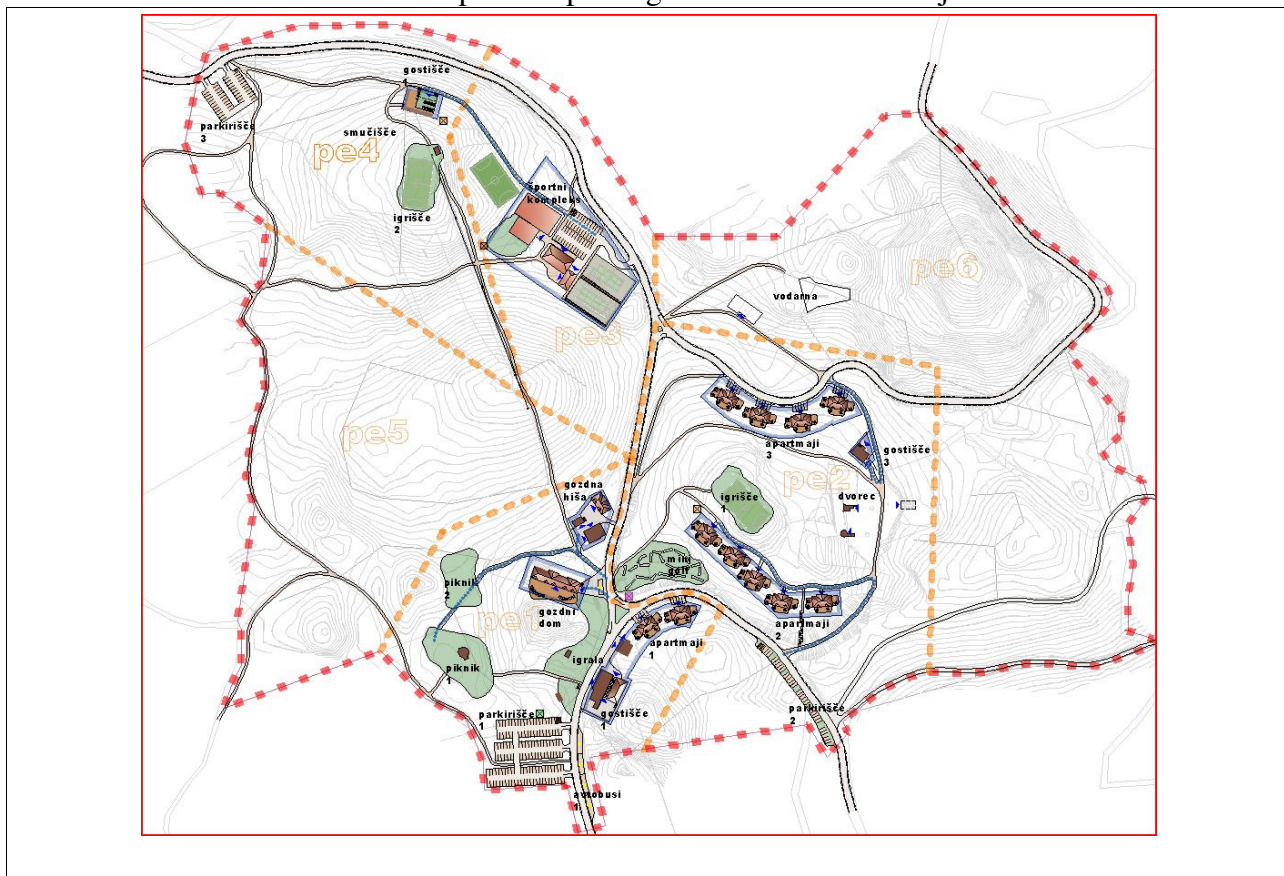 gostišče
1
parkirišče
3
smučišče
pe4
športni
kompleks
igrišče
2
pe6
vodarna
pe3
pe5
apartmaji
3
gostišče
3
pe2
gozdna
hiša
igrišče
1
dvorec
mini
golf
piknik
2
gozdni
dom
pe1
apartmaji
2
apartmaji
1
igrala
piknik
1
parkirišče
1
gostišče
1
parkirišče
2
avtobusi
1